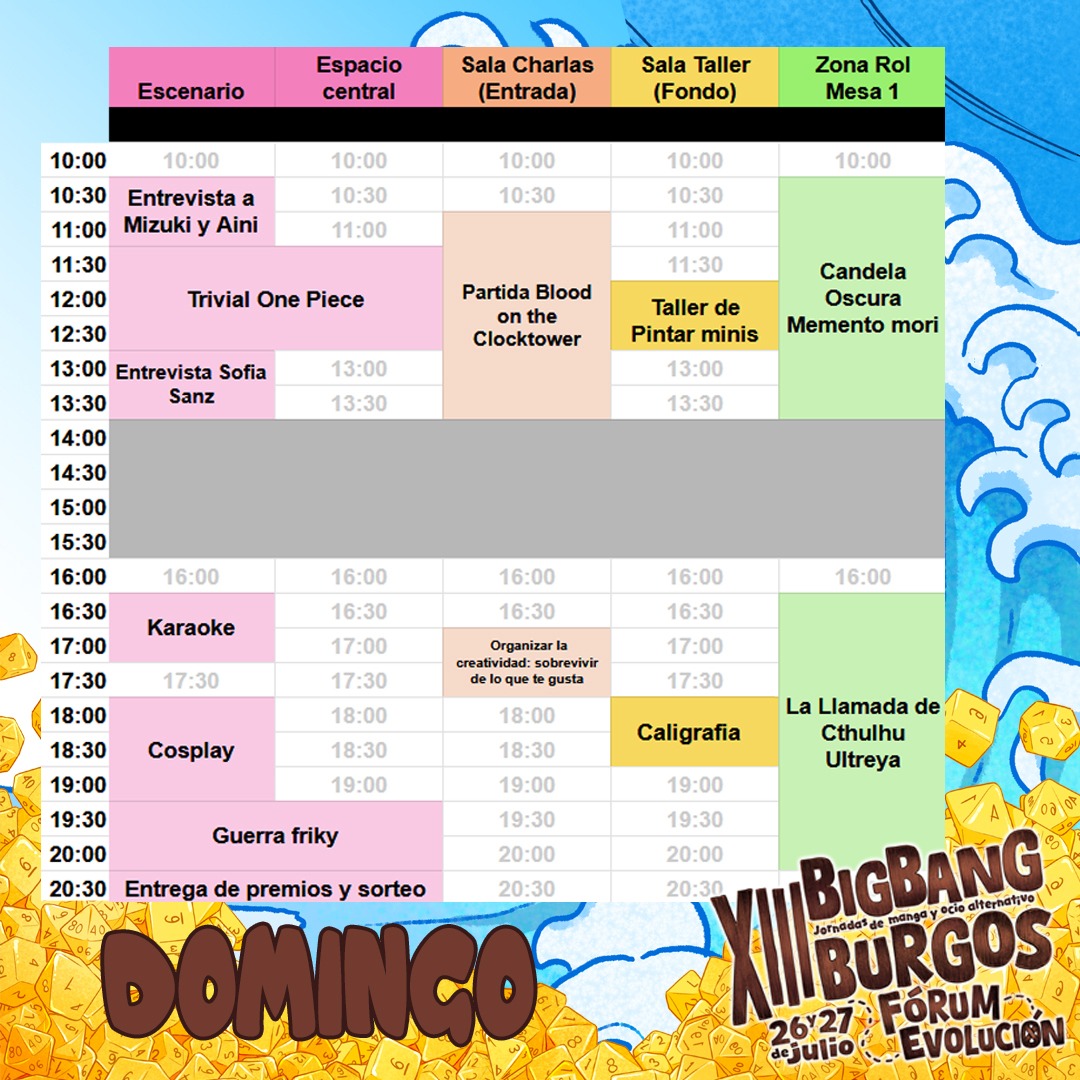 Escenario
Espacio
central
Sala Charlas
(Entrada)
Sala Taller
(Fondo)
Zona Rol
Mesa 1
10:00 10:00 10:00 10:00 10:00 10:00
10:30 Entrevista a 10:30 10:30
Mizuki y Aini
11:00 11:00 11:00
11:30 11:30
Trivial One Piece
12:00
12:30
Partida Blood
on the
Clocktower
Taller de
Pintar minis
Candela
Oscura
Memento mori
13:00 13:00 13:00
Entrevista Sofia
Sanz
13:30 13:30 13:30
14:00
14:30
15:00
15:30
16:00 16:00 16:00 16:00 16:00 16:00
16:30 16:30 16:30 16:30
Karaoke
17:00 17:00 17:00
Organizar la
creatividad: sobrevivir
de lo que te gusta
17:30 17:30 17:30 17:30
18:00 18:00 18:00
Cosplay
Caligrafia
18:30 18:30 18:30
La Llamada de
Cthulhu
Ultreya
19:00 19:00 19:00 19:00
19:30 19:30 19:30
Guerra friky
20:00 20:00 20:00
20:30 Entrega de premios y sorteo 20:30 20:30
DOMINGO
XIII BIGBANG
Jornadas de manga y ocio alternativo
BURGOS
26 Y 27
de julio
FÓRUM
EVOLUCIÓN